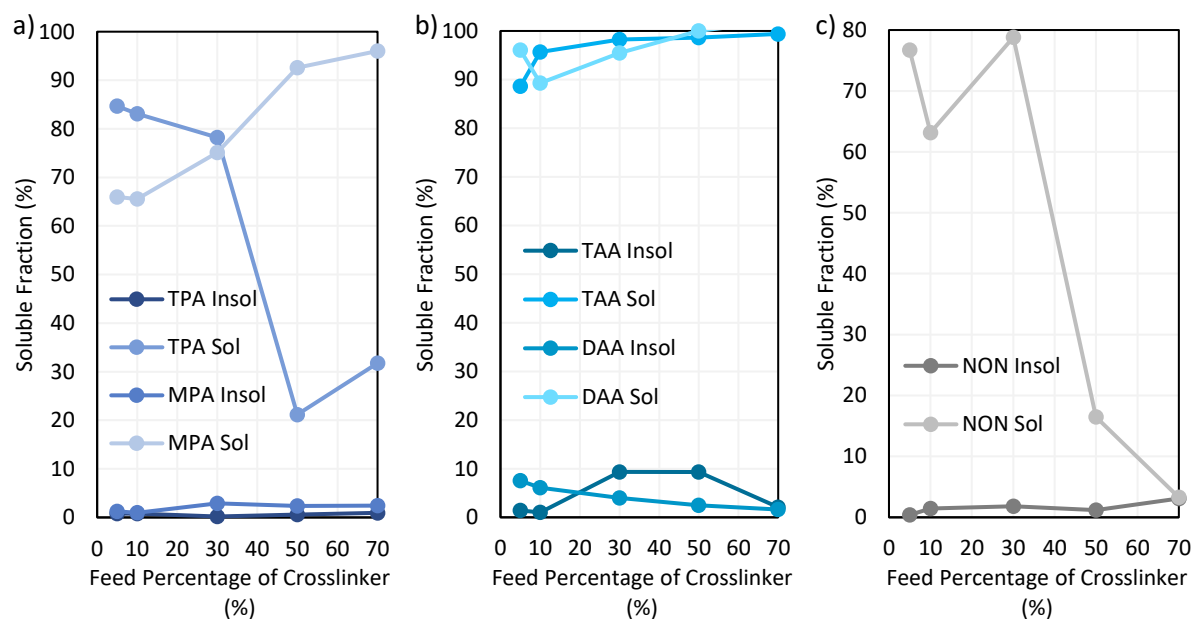 a)
100
90
80
70
60
50
40
30
20
10
0
Soluble Fraction (%)
TPA Insol
TPA Sol
MPA Insol
MPA Sol
0 10 20 30 40 50 60 70
Feed Percentage of Crosslinker
(%)
b)
100
90
80
70
60
50
40
30
20
10
0
Soluble Fraction (%)
TAA Insol
TAA Sol
DAA Insol
DAA Sol
0 10 20 30 40 50 60 70
Feed Percentage of Crosslinker
(%)
c)
80
70
60
50
40
30
20
10
0
Soluble Fraction (%)
NON Insol
NON Sol
0 10 20 30 40 50 60 70
Feed Percentage of Crosslinker
(%)